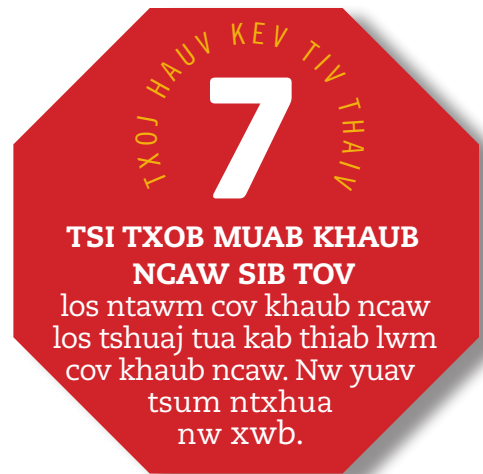 TXOJ HAUV KEV TIV THAIV
7
TSI TXOB MUAB KHAUB
NCAW SIB TOV
los ntawm cov khaub ncaw
los tshuaj tua kab thiab lwm
cov khaub ncaw. Nw yuav
tsum ntxhua
nw xwb.